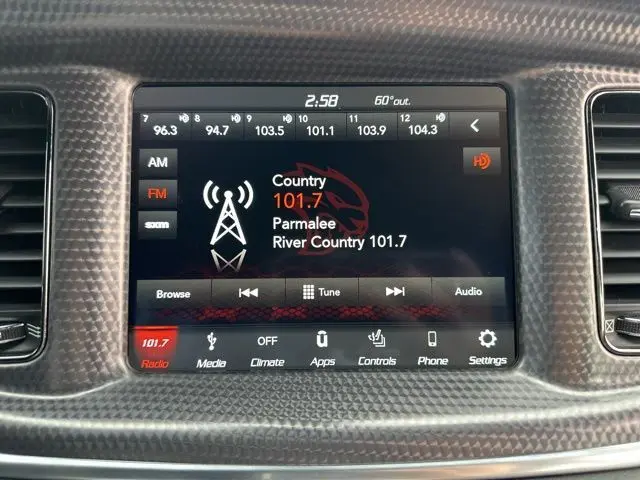 2:58 60°out.
7 8 9 10 11 12
96.3 94.7 103.5 101.1 103.9 104.3
AM
FM
SXM
HD
Country
101.7
Parmalee
River Country 101.7
Browse Tune Audio
101.7 OFF
Radio Media Climate Apps Controls Phone Settings